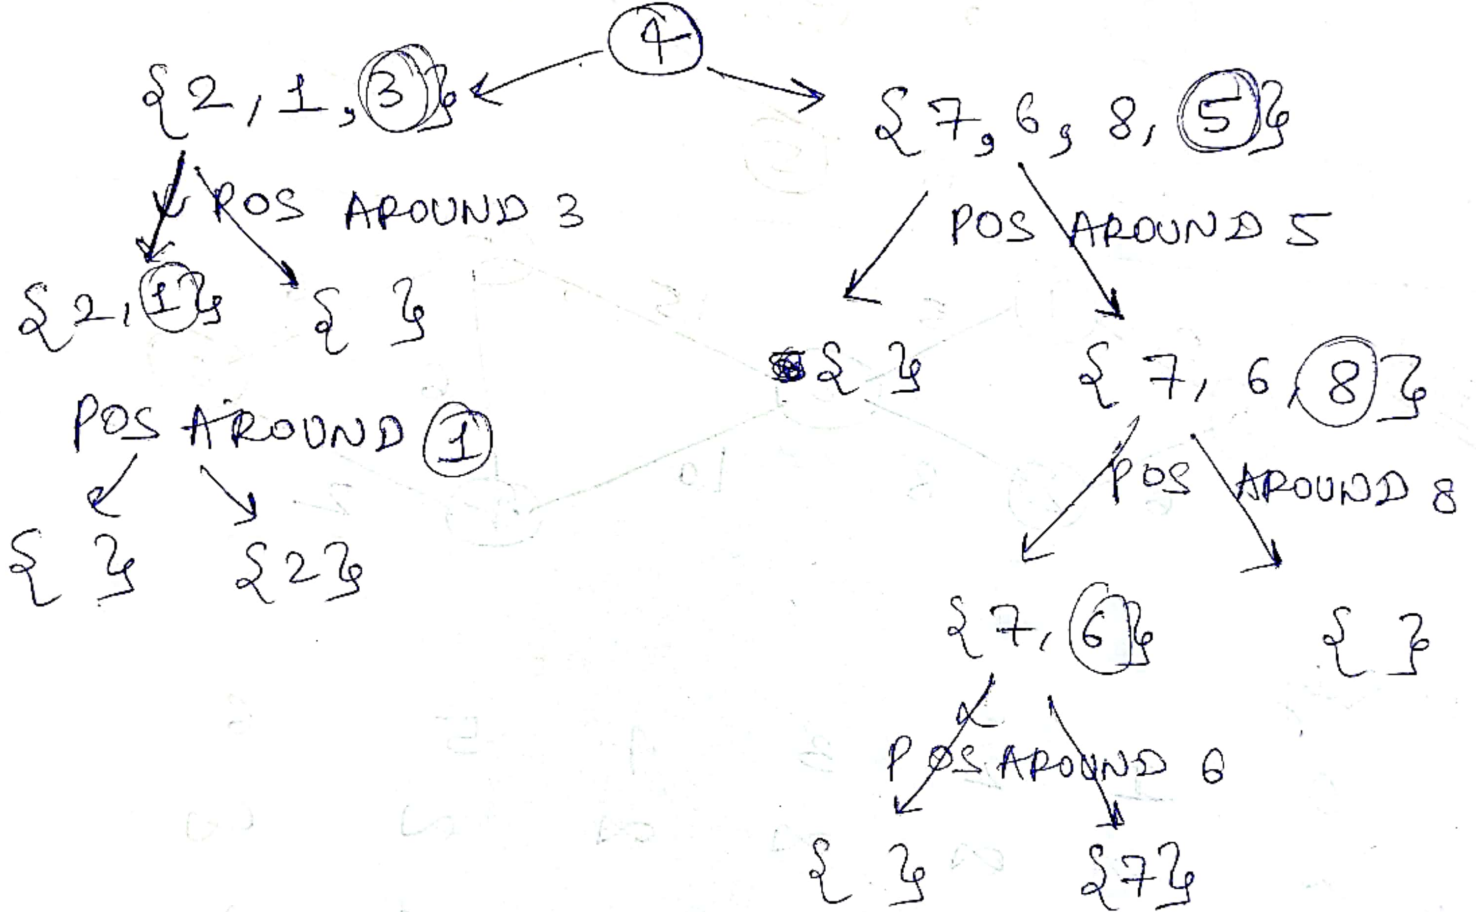 4
{2, 1, 3}
{7, 6, 8, 5}
POS AROUND 3
POS AROUND 5
{2, 1} { }
{ } {7, 6, 8}
POS AROUND 1
POS AROUND 8
{ } {2}
{7, 6} { }
POS AROUND 6
{ } {7}